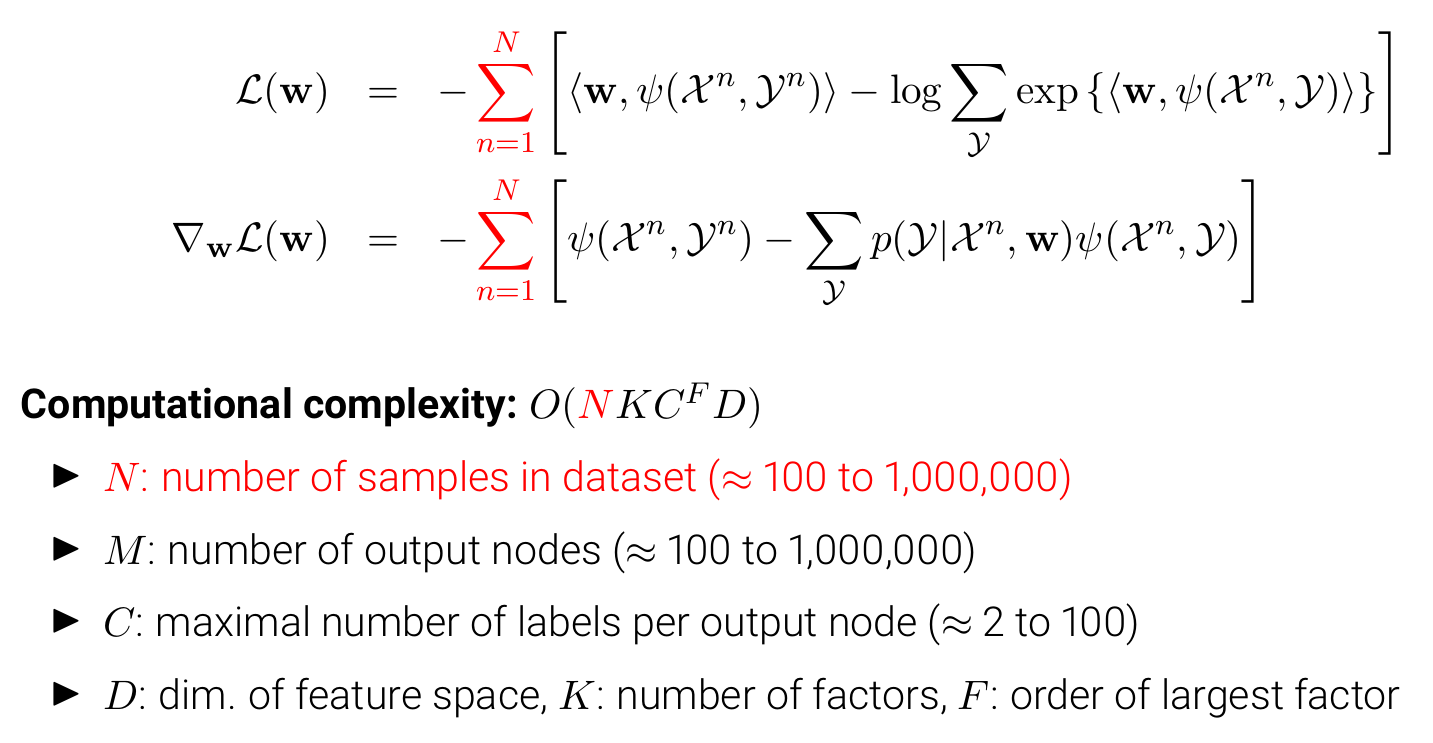 $\mathcal{L}(\mathbf{w}) = -\sum_{n=1}^{N} \left[ \langle \mathbf{w}, \psi(\mathcal{X}^n, \mathcal{Y}^n) \rangle - \log \sum_{\mathcal{Y}} \exp \{ \langle \mathbf{w}, \psi(\mathcal{X}^n, \mathcal{Y}) \rangle \} \right]$
$\nabla_{\mathbf{w}} \mathcal{L}(\mathbf{w}) = -\sum_{n=1}^{N} \left[ \psi(\mathcal{X}^n, \mathcal{Y}^n) - \sum_{\mathcal{Y}} p(\mathcal{Y}|\mathcal{X}^n, \mathbf{w}) \psi(\mathcal{X}^n, \mathcal{Y}) \right]$
Computational complexity: $O(NKC^F D)$
▶ $N$: number of samples in dataset (≈ 100 to 1,000,000)
▶ $M$: number of output nodes (≈ 100 to 1,000,000)
▶ $C$: maximal number of labels per output node (≈ 2 to 100)
▶ $D$: dim. of feature space, $K$: number of factors, $F$: order of largest factor